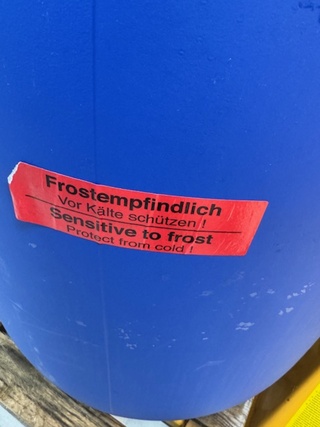 Frostempfindlich
Vor Kälte schützen !
Sensitive to frost
Protect from cold !